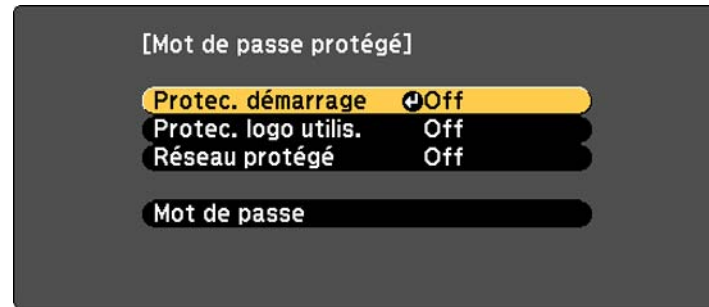 [Mot de passe protégé]
Protec. démarrage Off
Protec. logo utilis. Off
Réseau protégé Off
Mot de passe